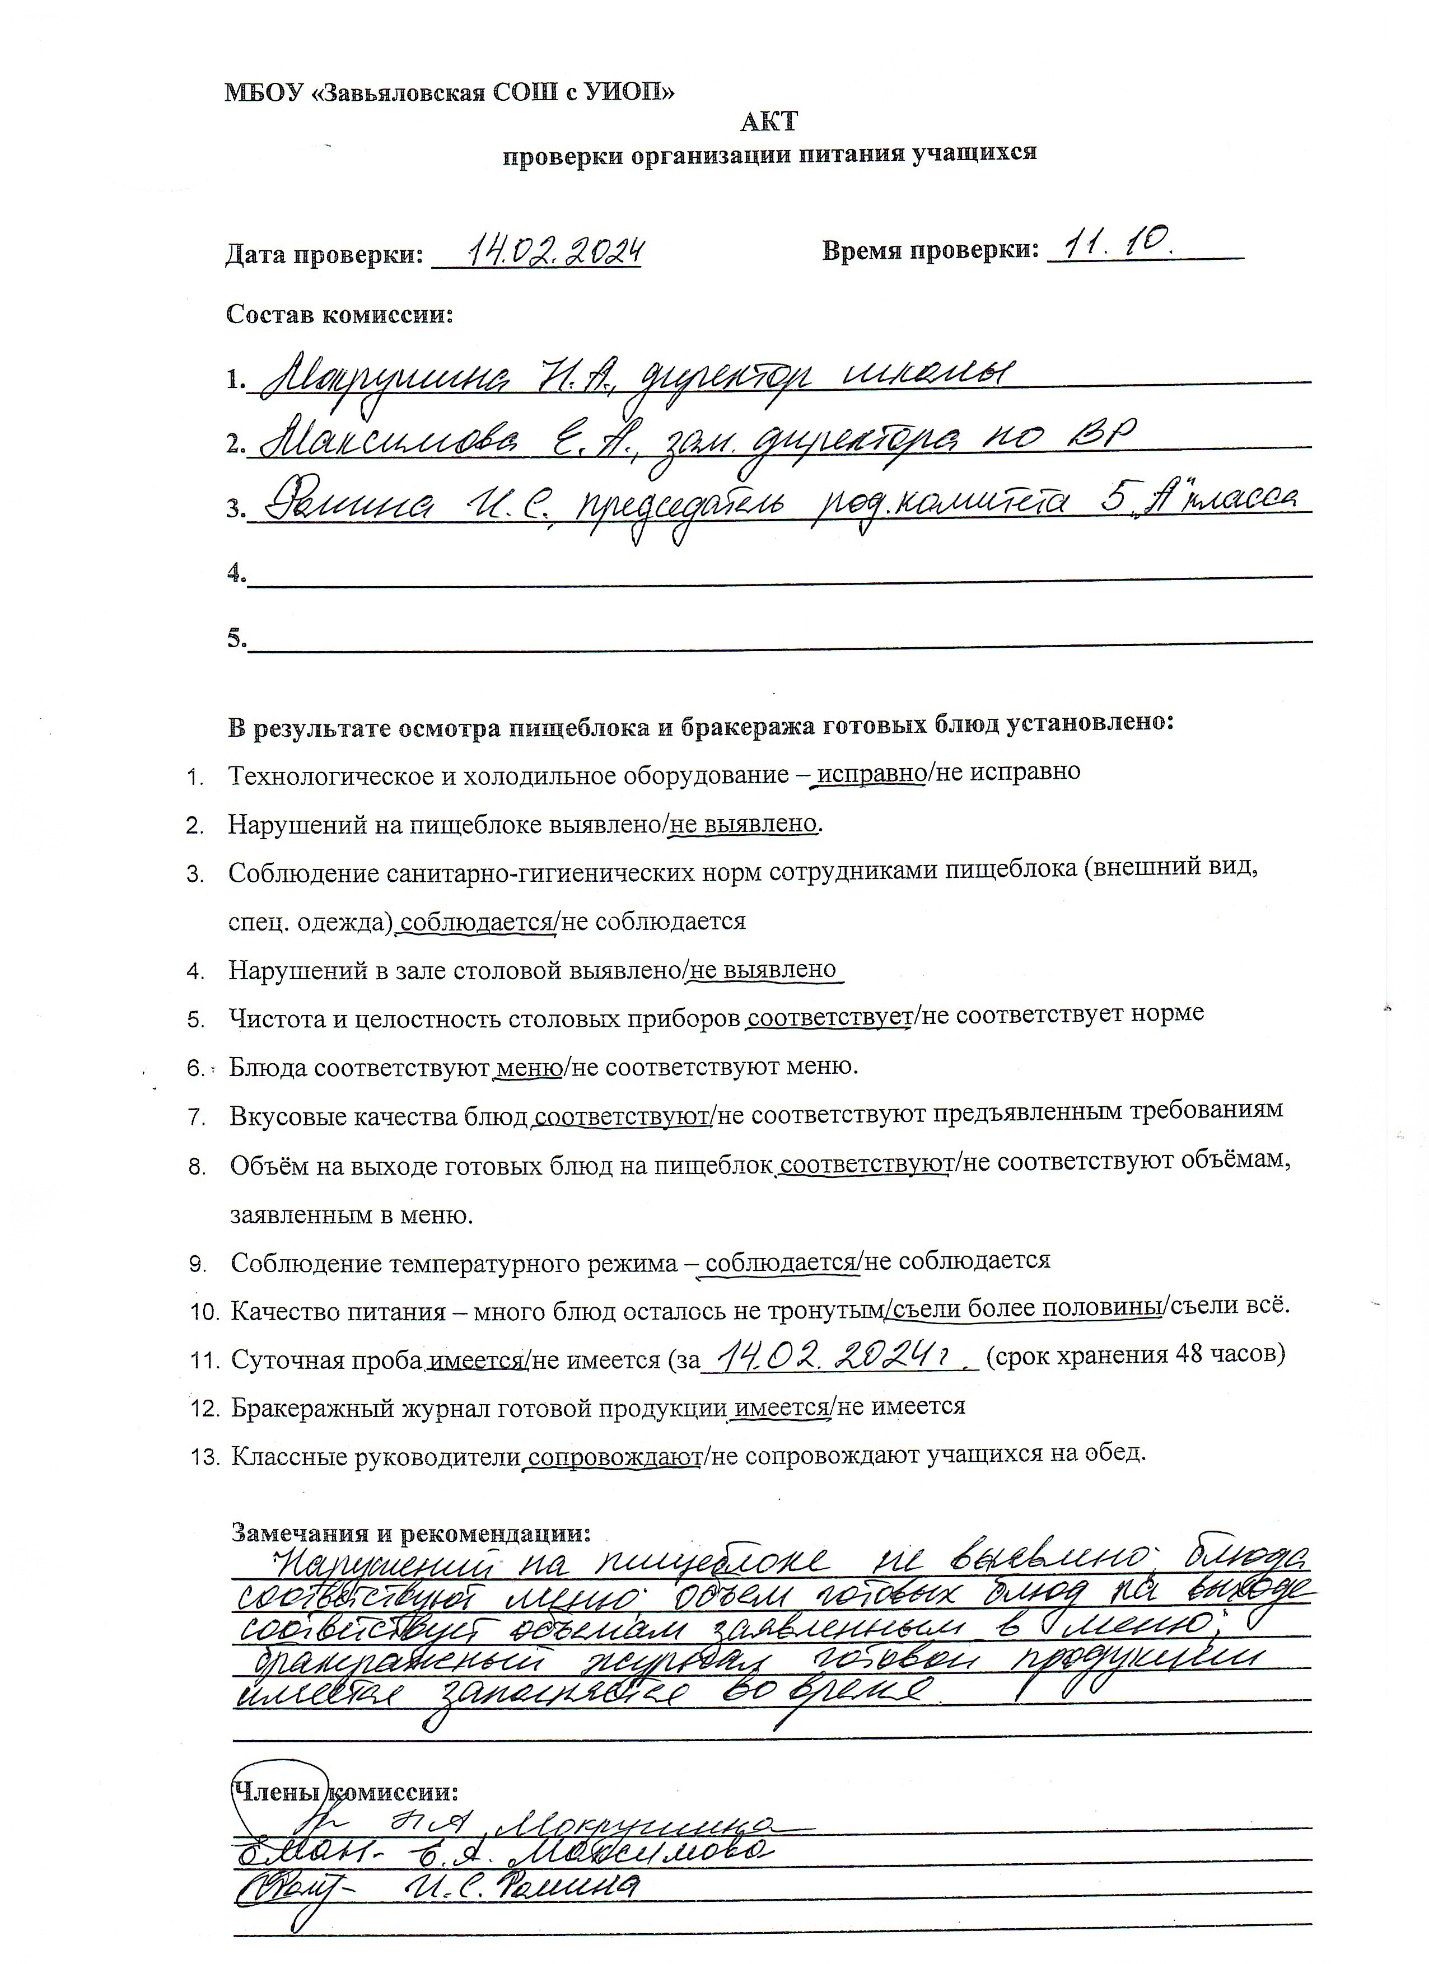 МБОУ «Завьяловская СОШ с УИОП»
АКТ
проверки организации питания учащихся
Дата проверки: 14.02.2024 Время проверки: 11.10.
Состав комиссии:
1. Мокрушина Н.А., директор школы
2. Максимова Е.А., зам. директора по ВР
3. Фомина И.С. председатель род.комитета 5 „А" класса
4.
5.
В результате осмотра пищеблока и бракеража готовых блюд установлено:
1. Технологическое и холодильное оборудование – исправно/не исправно
2. Нарушений на пищеблоке выявлено/не выявлено.
3. Соблюдение санитарно-гигиенических норм сотрудниками пищеблока (внешний вид,
спец. одежда) соблюдается/не соблюдается
4. Нарушений в зале столовой выявлено/не выявлено
5. Чистота и целостность столовых приборов соответствует/не соответствует норме
6. Блюда соответствуют меню/не соответствуют меню.
7. Вкусовые качества блюд соответствуют/не соответствуют предъявленным требованиям
8. Объём на выходе готовых блюд на пищеблок соответствуют/не соответствуют объёмам,
заявленным в меню.
9. Соблюдение температурного режима – соблюдается/не соблюдается
10. Качество питания – много блюд осталось не тронутым/съели более половины/съели всё.
11. Суточная проба имеется/не имеется (за 14.02.2024 г. (срок хранения 48 часов)
12. Бракеражный журнал готовой продукции имеется/не имеется
13. Классные руководители сопровождают/не сопровождают учащихся на обед.
Замечания и рекомендации:
Нарушений на пищеблоке не выявлено; блюда
соответствуют меню; объем готовых блюд на выходе
соответствует объемам заявленным в меню;
бракеражный журнал готовой продукции
имеется заполняется во время
Члены комиссии:
Н.А. Мокрушина
Е.А. Максимова
И.С. Фомина